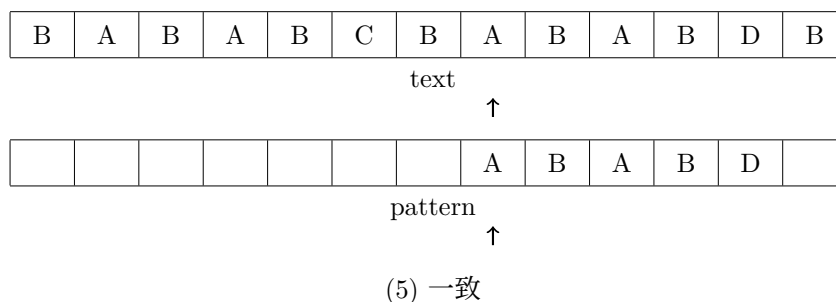 B A B A B C B A B A B D B
text
↑
A B A B D
pattern
↑
(5) 一致